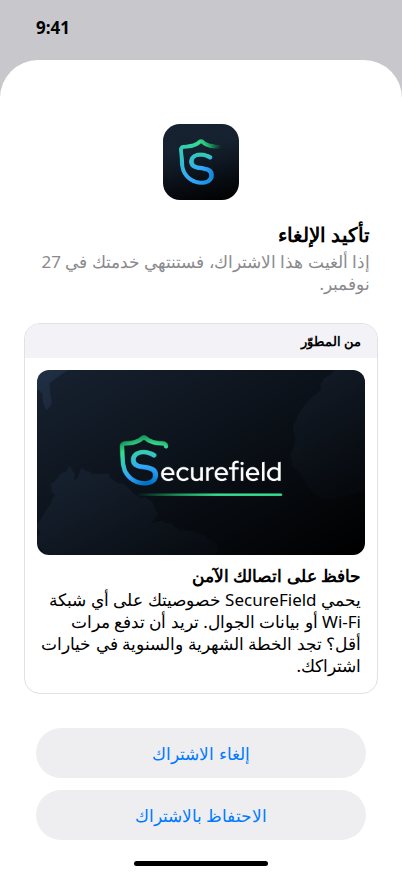 9:41
تأكيد الإلغاء
إذا ألغيت هذا الاشتراك، فستنتهي خدمتك في 27
نوفمبر.
من المطوّر
Securefield
حافظ على اتصالك الآمن
يحمي SecureField خصوصيتك على أي شبكة
Wi-Fi أو بيانات الجوال. تريد أن تدفع مرات
أقل؟ تجد الخطة الشهرية والسنوية في خيارات
اشتراكك.
إلغاء الاشتراك
الاحتفاظ بالاشتراك